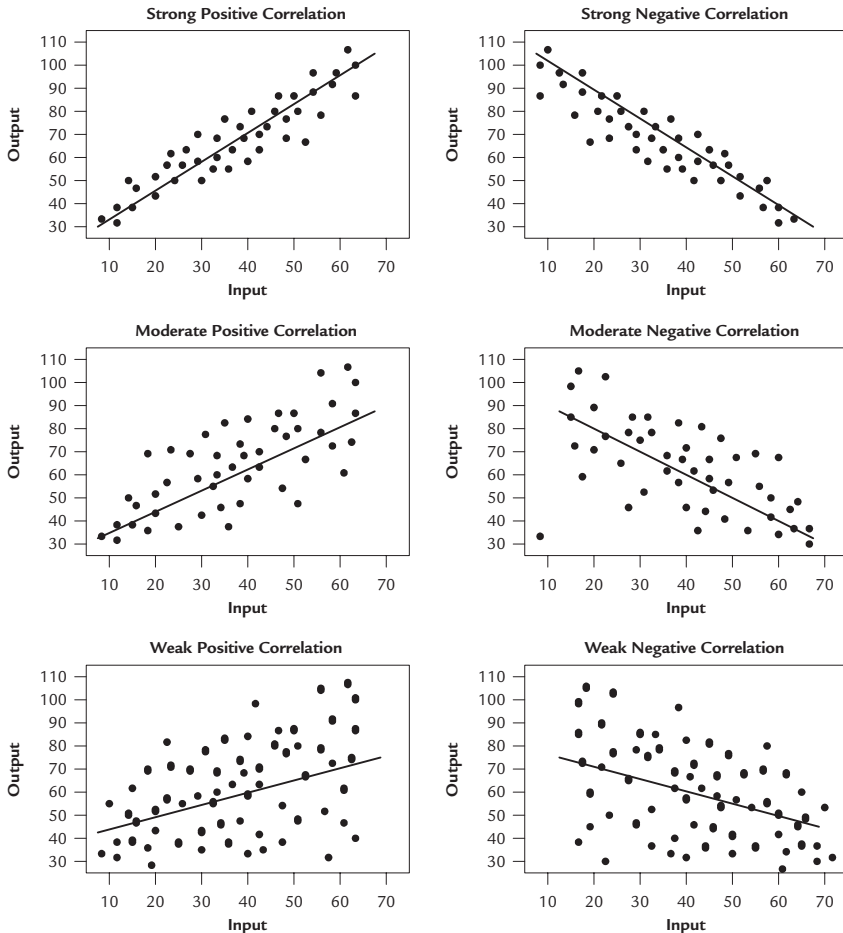 Strong Positive Correlation
110
100
90
80
70
60
50
40
30
Output
10 20 30 40 50 60 70
Input
Strong Negative Correlation
110
100
90
80
70
60
50
40
30
Output
10 20 30 40 50 60 70
Input
Moderate Positive Correlation
110
100
90
80
70
60
50
40
30
Output
10 20 30 40 50 60 70
Input
Moderate Negative Correlation
110
100
90
80
70
60
50
40
30
Output
10 20 30 40 50 60 70
Input
Weak Positive Correlation
110
100
90
80
70
60
50
40
30
Output
10 20 30 40 50 60 70
Input
Weak Negative Correlation
110
100
90
80
70
60
50
40
30
Output
10 20 30 40 50 60 70
Input